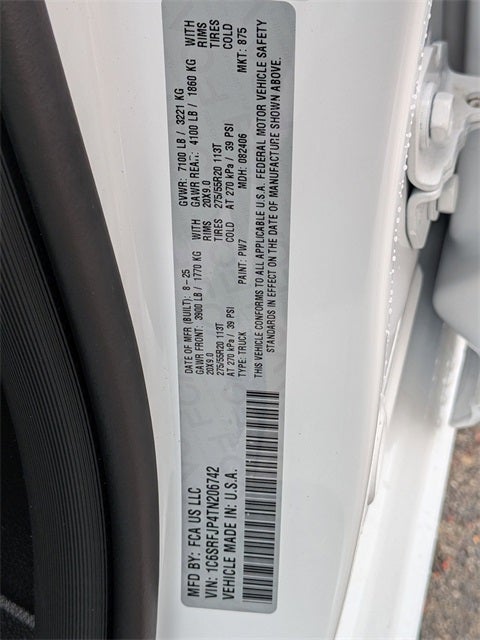 MFD BY: FCA US LLC
VIN: 1C6SRFJP4TN206742
VEHICLE MADE IN: U.S.A.
DATE OF MFR (BUILT): 8-25 GVWR: 7100 LB / 3221 KG
GAWR FRONT: 3900 LB / 1770 KG WITH GAWR REAR: 4100 LB / 1860 KG WITH
20X9.0 RIMS 20X9.0 RIMS
275/55R20 113T TIRES 275/55R20 113T TIRES
AT 270 kPa / 39 PSI COLD AT 270 kPa / 39 PSI COLD
TYPE: TRUCK PAINT: PW7 MDH: 082406 MKT: 875
THIS VEHICLE CONFORMS TO ALL APPLICABLE U.S.A. FEDERAL MOTOR VEHICLE SAFETY
STANDARDS IN EFFECT ON THE DATE OF MANUFACTURE SHOWN ABOVE.